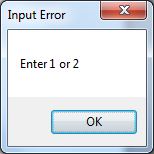 Input Error
Enter 1 or 2
OK